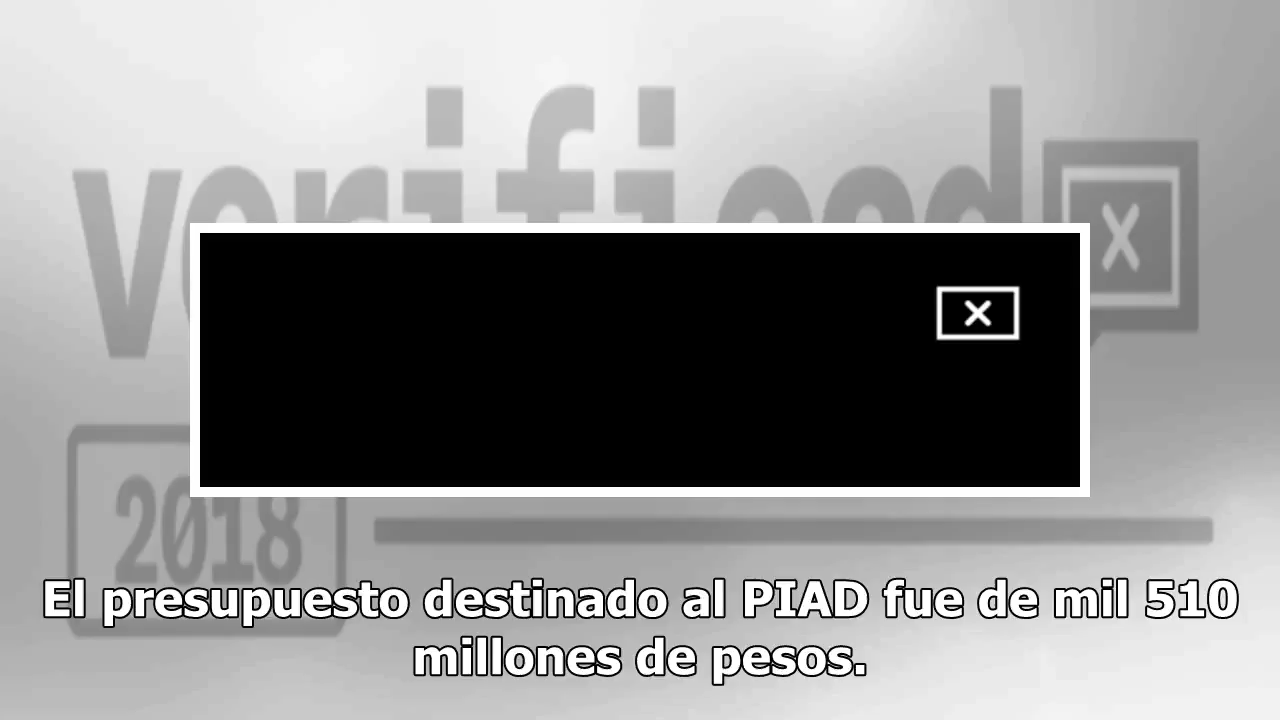 verificado
X
X
2018
El presupuesto destinado al PIAD fue de mil 510
millones de pesos.